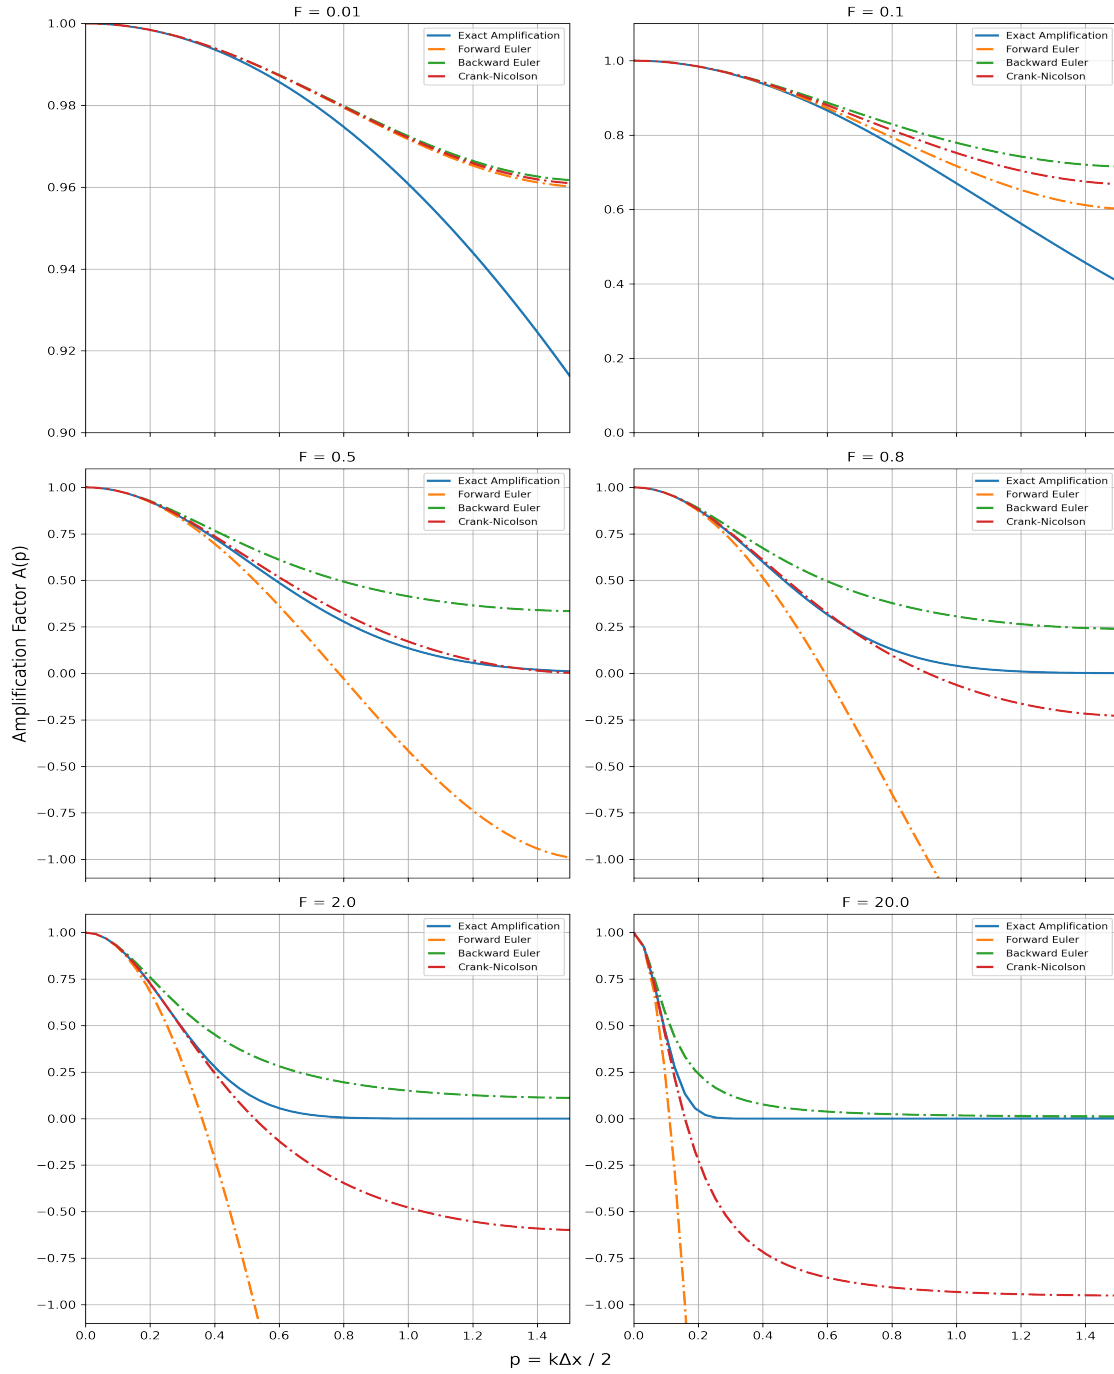 F = 0.01
1.00
0.98
0.96
0.94
0.92
0.90
Exact Amplification
Forward Euler
Backward Euler
Crank-Nicolson
F = 0.1
1.0
0.8
0.6
0.4
0.2
0.0
Exact Amplification
Forward Euler
Backward Euler
Crank-Nicolson
Amplification Factor A(p)
F = 0.5
1.00
0.75
0.50
0.25
0.00
−0.25
−0.50
−0.75
−1.00
Exact Amplification
Forward Euler
Backward Euler
Crank-Nicolson
F = 0.8
1.00
0.75
0.50
0.25
0.00
−0.25
−0.50
−0.75
−1.00
Exact Amplification
Forward Euler
Backward Euler
Crank-Nicolson
F = 2.0
1.00
0.75
0.50
0.25
0.00
−0.25
−0.50
−0.75
−1.00
Exact Amplification
Forward Euler
Backward Euler
Crank-Nicolson
0.0 0.2 0.4 0.6 0.8 1.0 1.2 1.4
F = 20.0
1.00
0.75
0.50
0.25
0.00
−0.25
−0.50
−0.75
−1.00
Exact Amplification
Forward Euler
Backward Euler
Crank-Nicolson
0.0 0.2 0.4 0.6 0.8 1.0 1.2 1.4
p = kΔx / 2